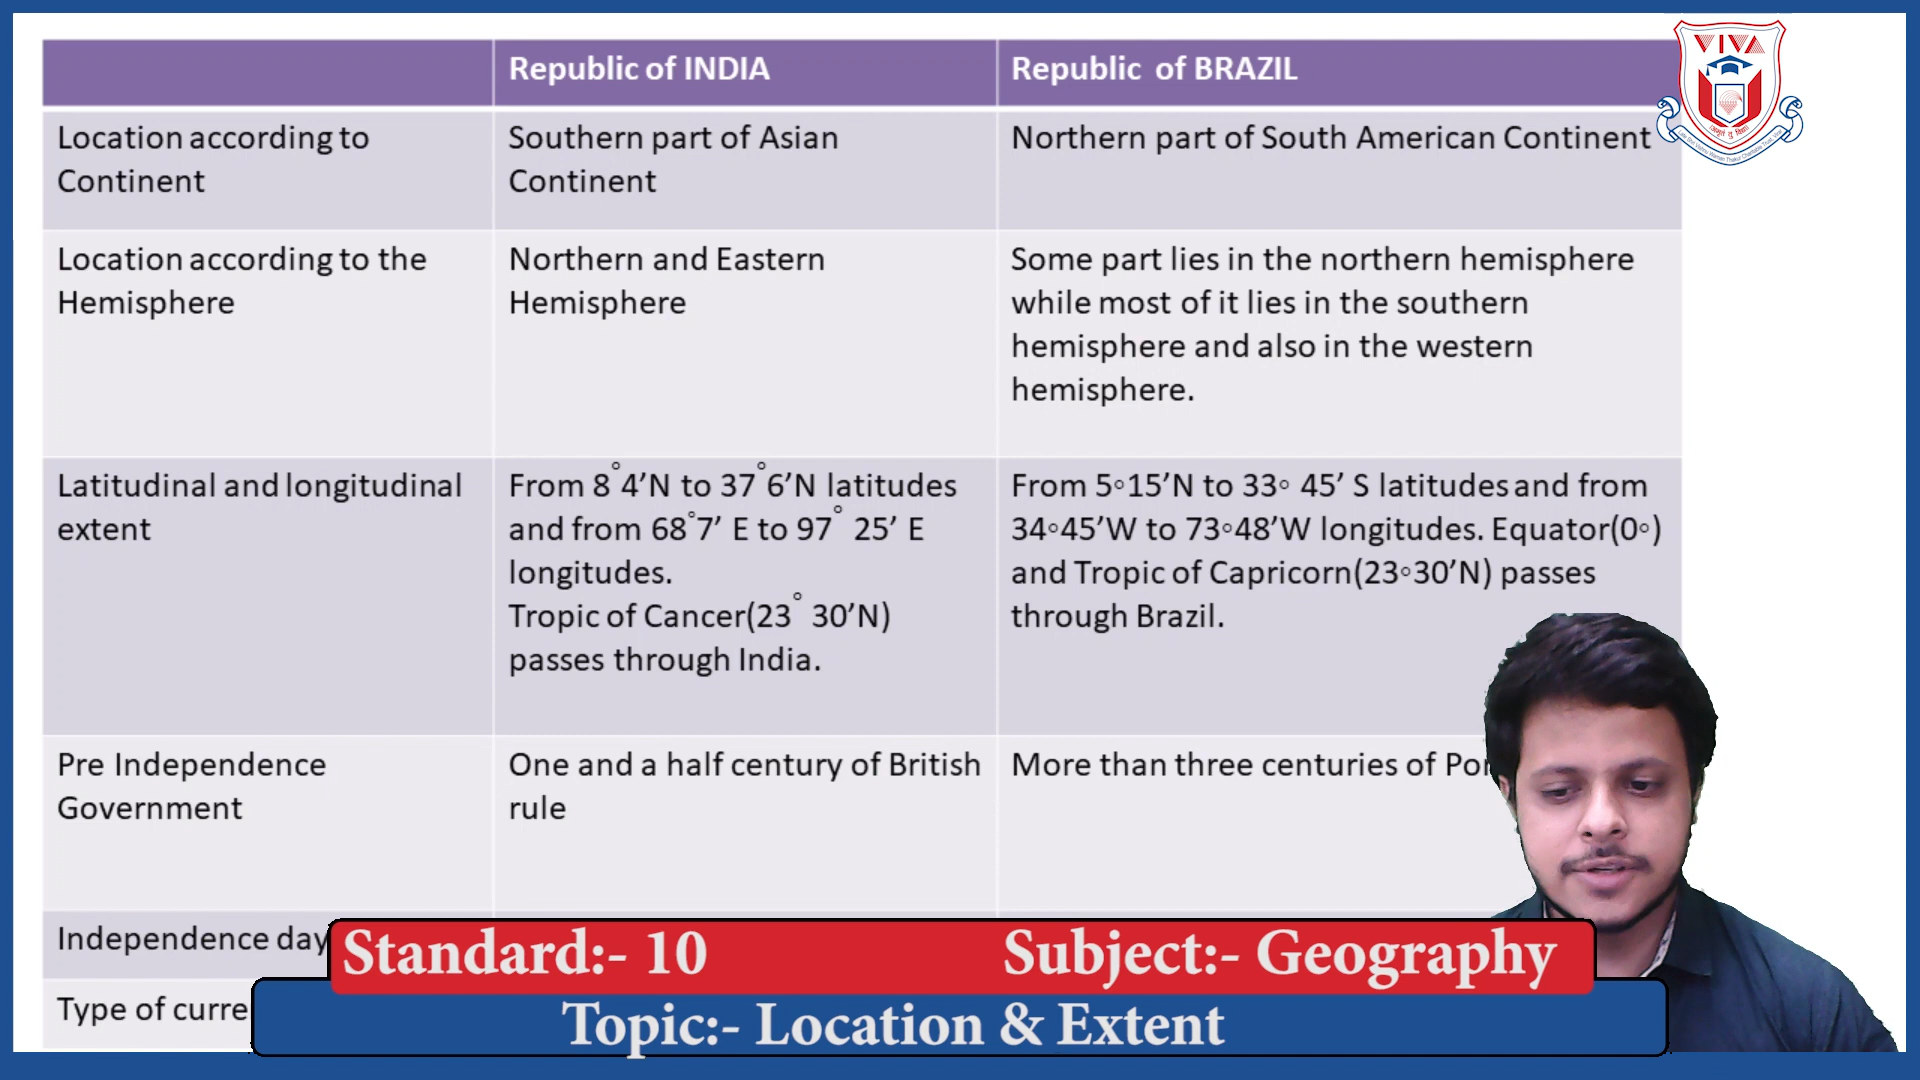 Republic of INDIA
Republic of BRAZIL
VIVA
Location according to
Continent
Southern part of Asian
Continent
Northern part of South American Continent
Location according to the
Hemisphere
Northern and Eastern
Hemisphere
Some part lies in the northern hemisphere
while most of it lies in the southern
hemisphere and also in the western
hemisphere.
Latitudinal and longitudinal
extent
From 8°4’N to 37°6’N latitudes
and from 68°7’ E to 97° 25’ E
longitudes.
Tropic of Cancer(23° 30’N)
passes through India.
From 5◦15’N to 33◦ 45’ S latitudes and from
34◦45’W to 73◦48’W longitudes. Equator(0◦)
and Tropic of Capricorn(23◦30’N) passes
through Brazil.
Pre Independence
Government
One and a half century of British
rule
More than three centuries of
Independence day
Type of
Standard:- 10
Subject:- Geography
Topic:- Location & Extent